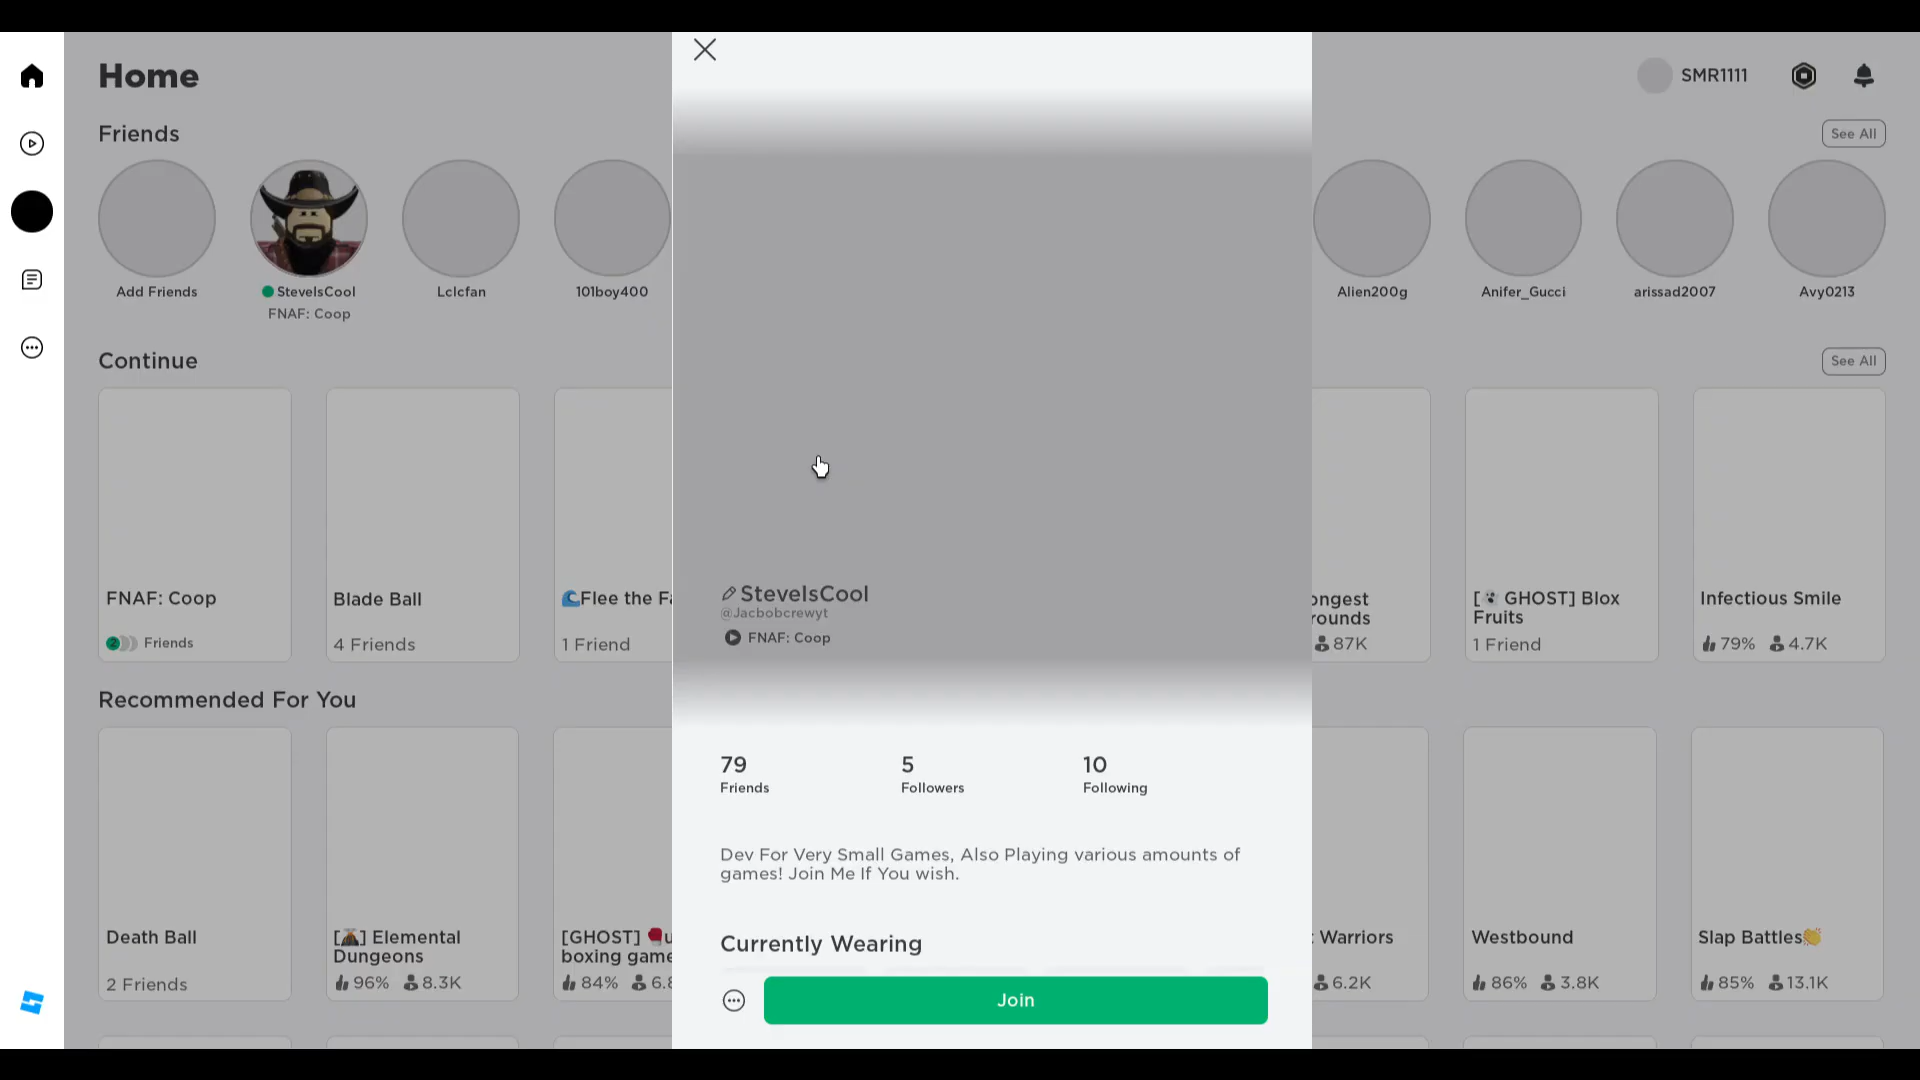 Home
SMR1111
Friends
See All
Add Friends
StevelsCool
FNAF: Coop
Lclcfan
101boy400
Alien200g
Anifer_Gucci
arissad2007
Avy0213
Continue
See All
FNAF: Coop
2
Friends
Blade Ball
4 Friends
Flee the Fa
1 Friend
ongest
rounds
87K
[👻 GHOST] Blox
Fruits
1 Friend
Infectious Smile
79% 4.7K
Recommended For You
Death Ball
2 Friends
[🌋] Elemental
Dungeons
96% 8.3K
[GHOST] 🥊u
boxing game
84% 6.8
: Warriors
6.2K
Westbound
86% 3.8K
Slap Battles👏
85% 13.1K
StevelsCool
@Jacbobcrewyt
FNAF: Coop
79
Friends
5
Followers
10
Following
Dev For Very Small Games, Also Playing various amounts of
games! Join Me If You wish.
Currently Wearing
Join